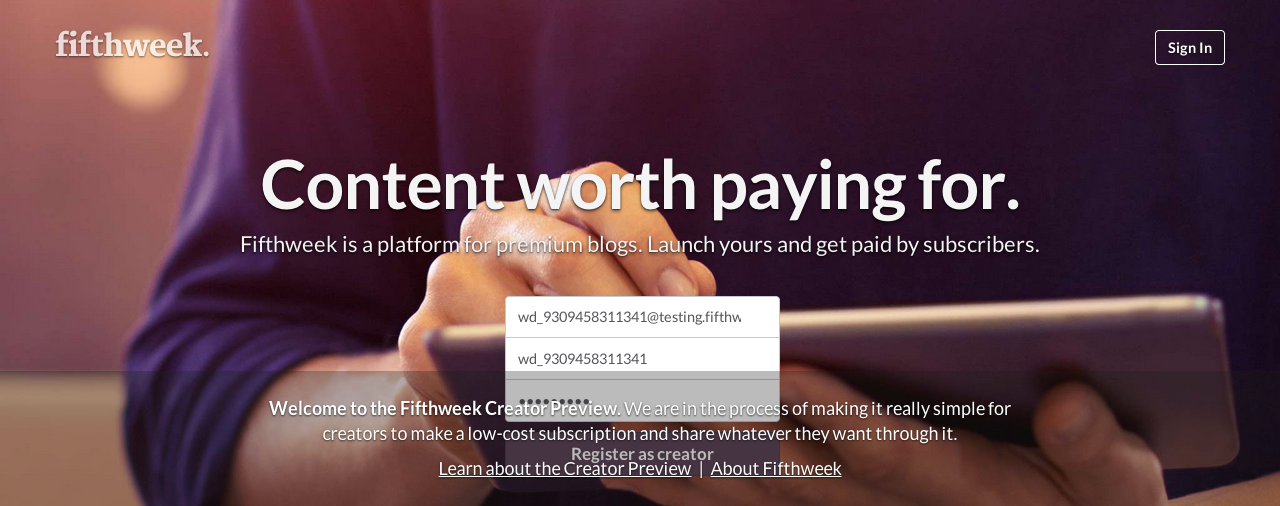 fifthweek.
Sign In
Content worth paying for.
Fifthweek is a platform for premium blogs. Launch yours and get paid by subscribers.
wd_9309458311341@testing.fifthw
wd_9309458311341
•••••••••
Welcome to the Fifthweek Creator Preview. We are in the process of making it really simple for
creators to make a low-cost subscription and share whatever they want through it.
Register as creator
Learn about the Creator Preview | About Fifthweek